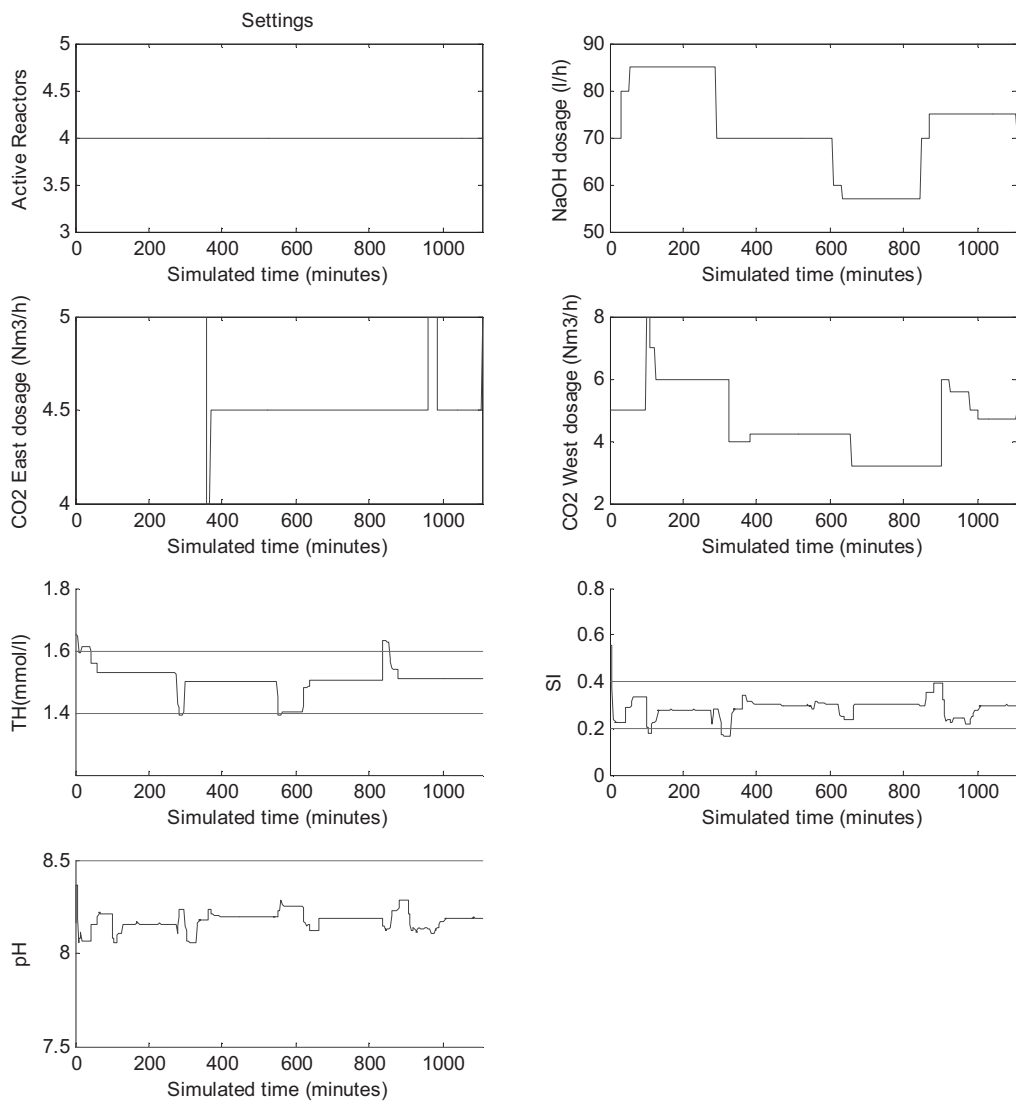 Settings
Active Reactors
5
4.5
4
3.5
3
0 200 400 600 800 1000
Simulated time (minutes)
NaOH dosage (l/h)
90
80
70
60
50
0 200 400 600 800 1000
Simulated time (minutes)
CO2 East dosage (Nm3/h)
5
4.5
4
0 200 400 600 800 1000
Simulated time (minutes)
CO2 West dosage (Nm3/h)
8
6
4
2
0 200 400 600 800 1000
Simulated time (minutes)
TH(mmol/l)
1.8
1.6
1.4
0 200 400 600 800 1000
Simulated time (minutes)
SI
0.8
0.6
0.4
0.2
0
0 200 400 600 800 1000
Simulated time (minutes)
pH
8.5
8
7.5
0 200 400 600 800 1000
Simulated time (minutes)